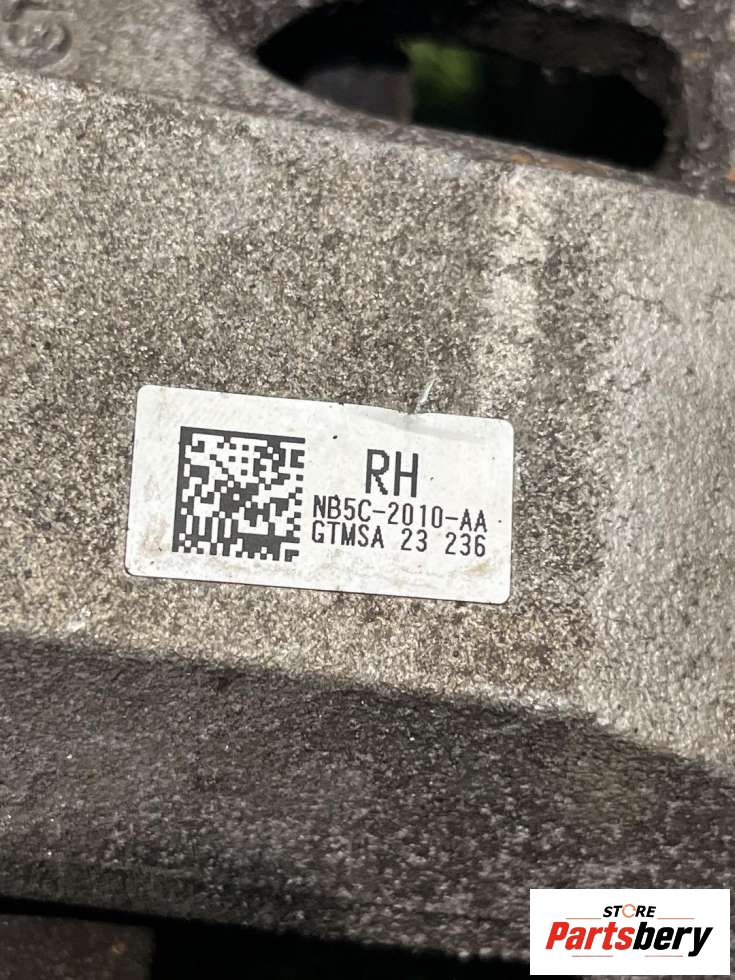 RH
NB5C-2010-AA
GTMSA 23 236
STORE
Partsbery